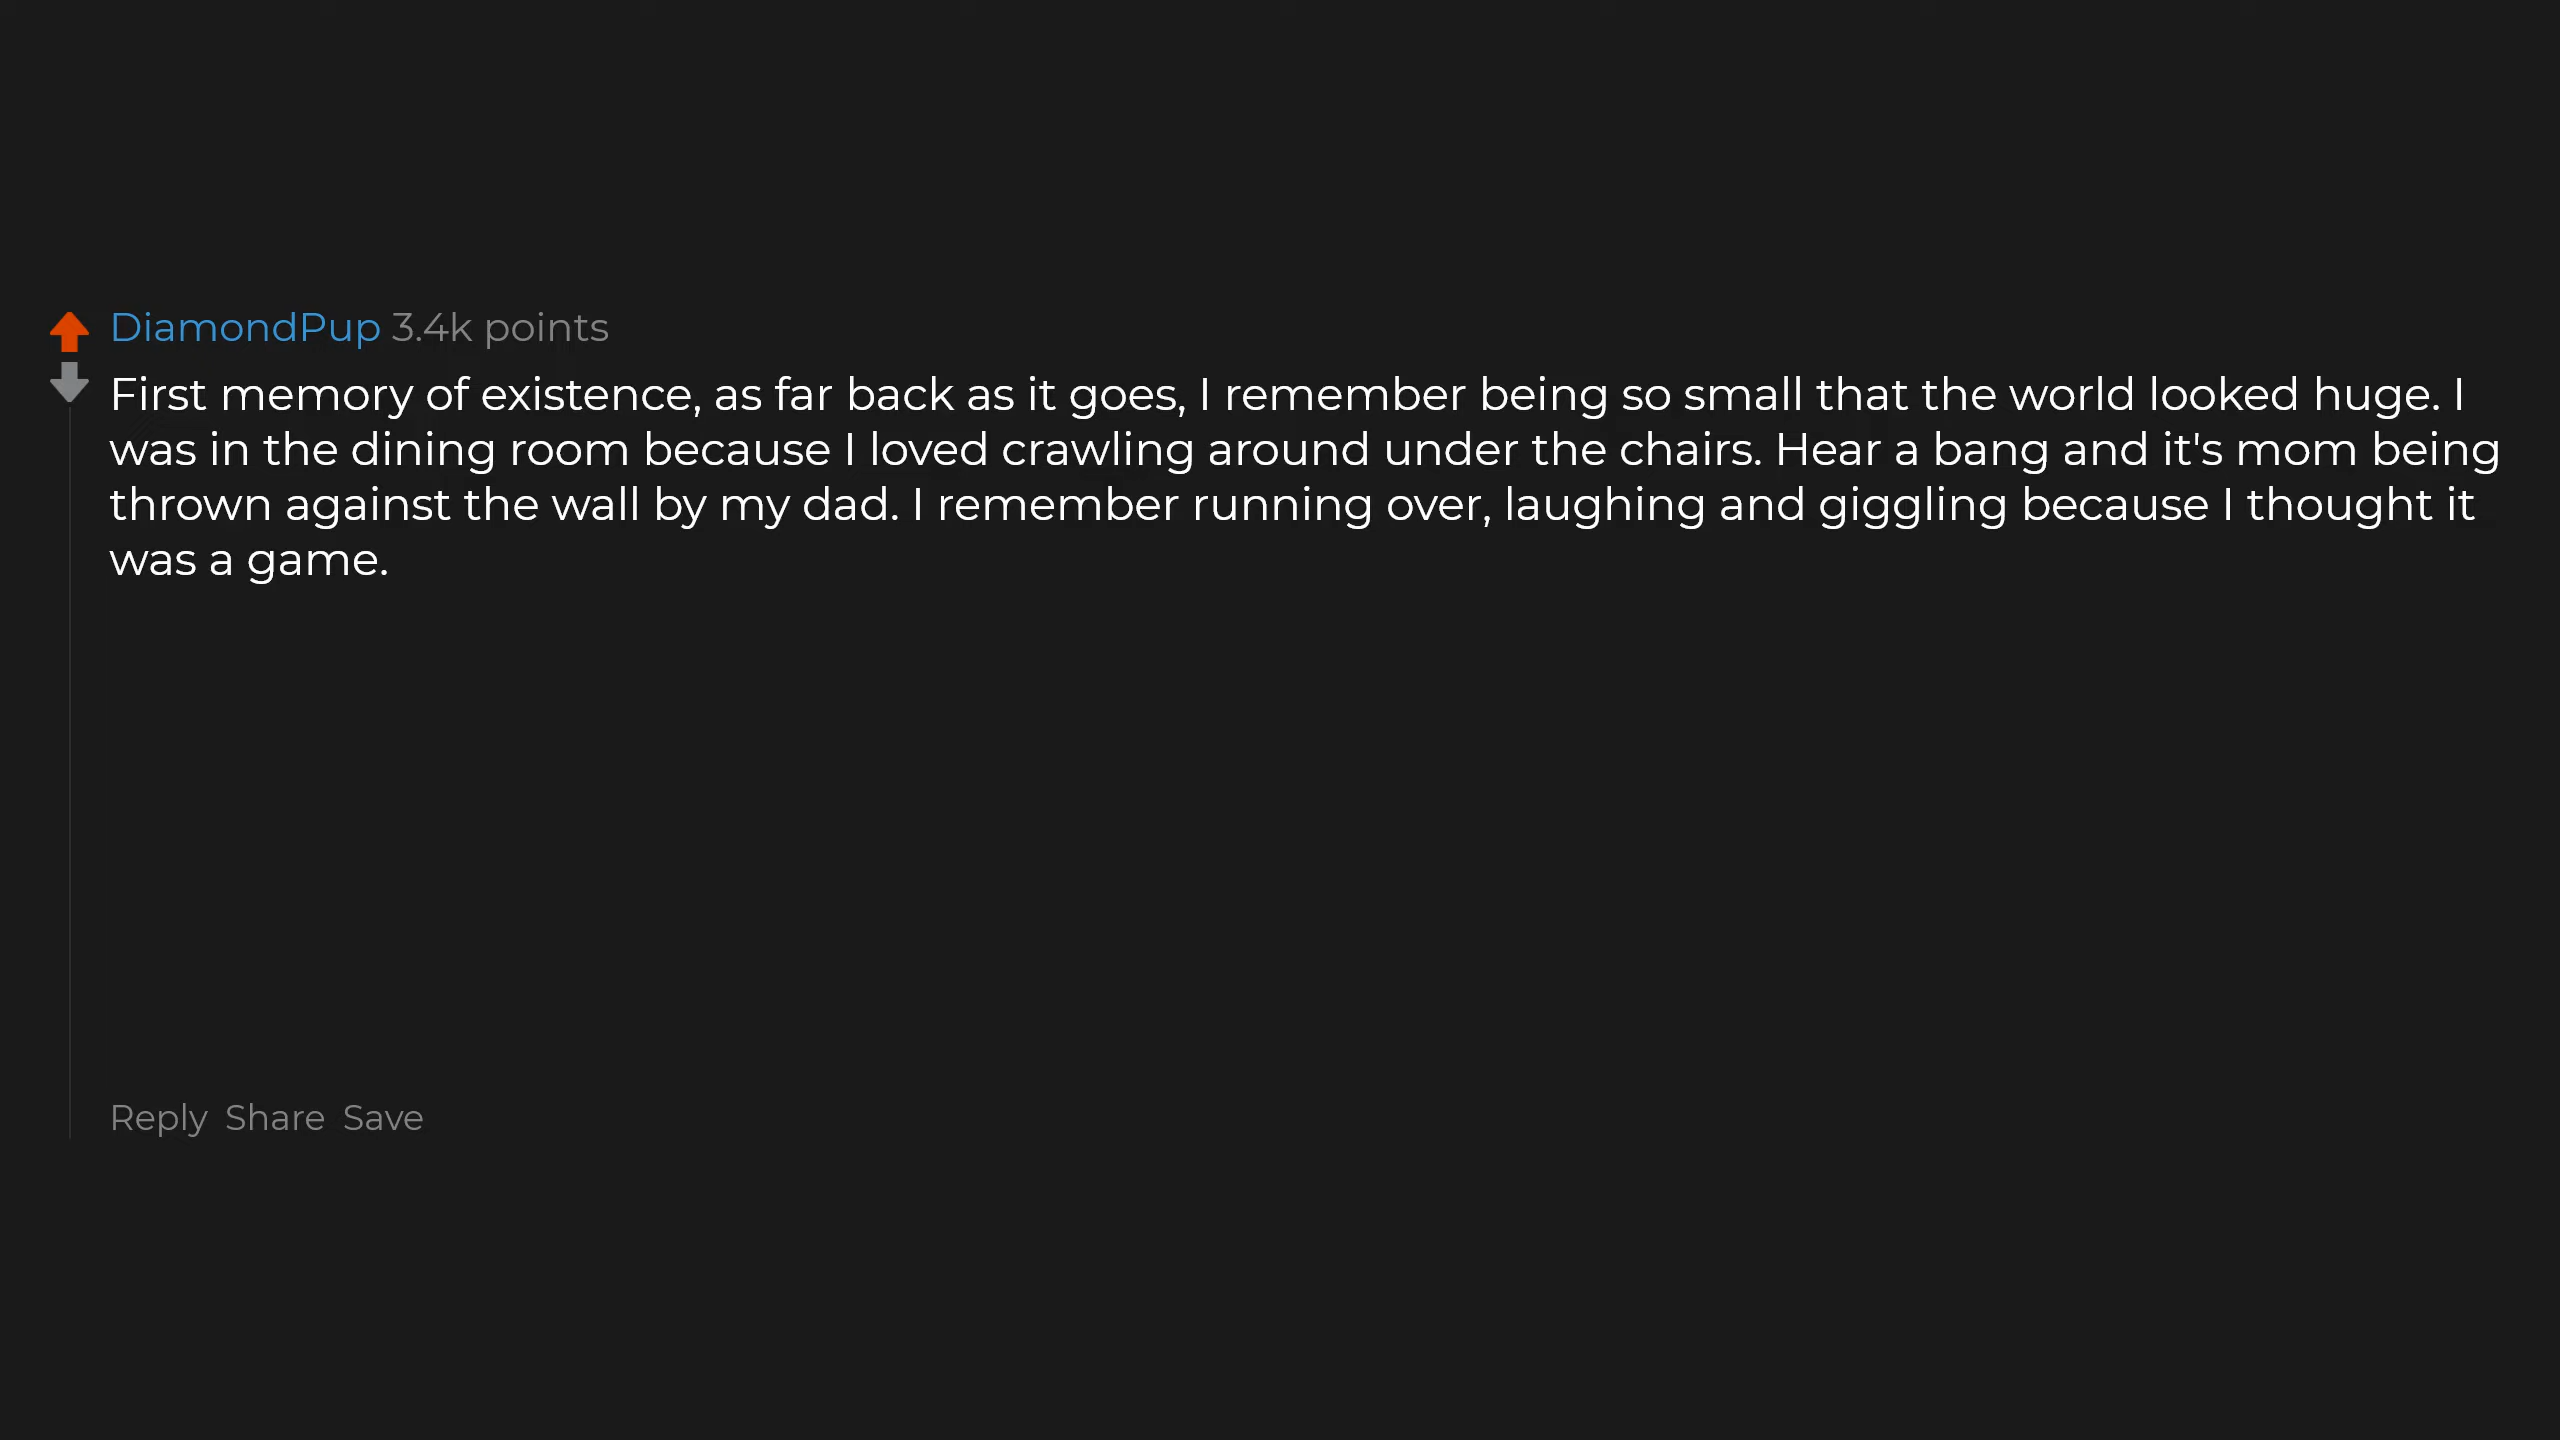 DiamondPup 3.4k points
First memory of existence, as far back as it goes, I remember being so small that the world looked huge. I
was in the dining room because I loved crawling around under the chairs. Hear a bang and it's mom being
thrown against the wall by my dad. I remember running over, laughing and giggling because I thought it
was a game.
Reply Share Save